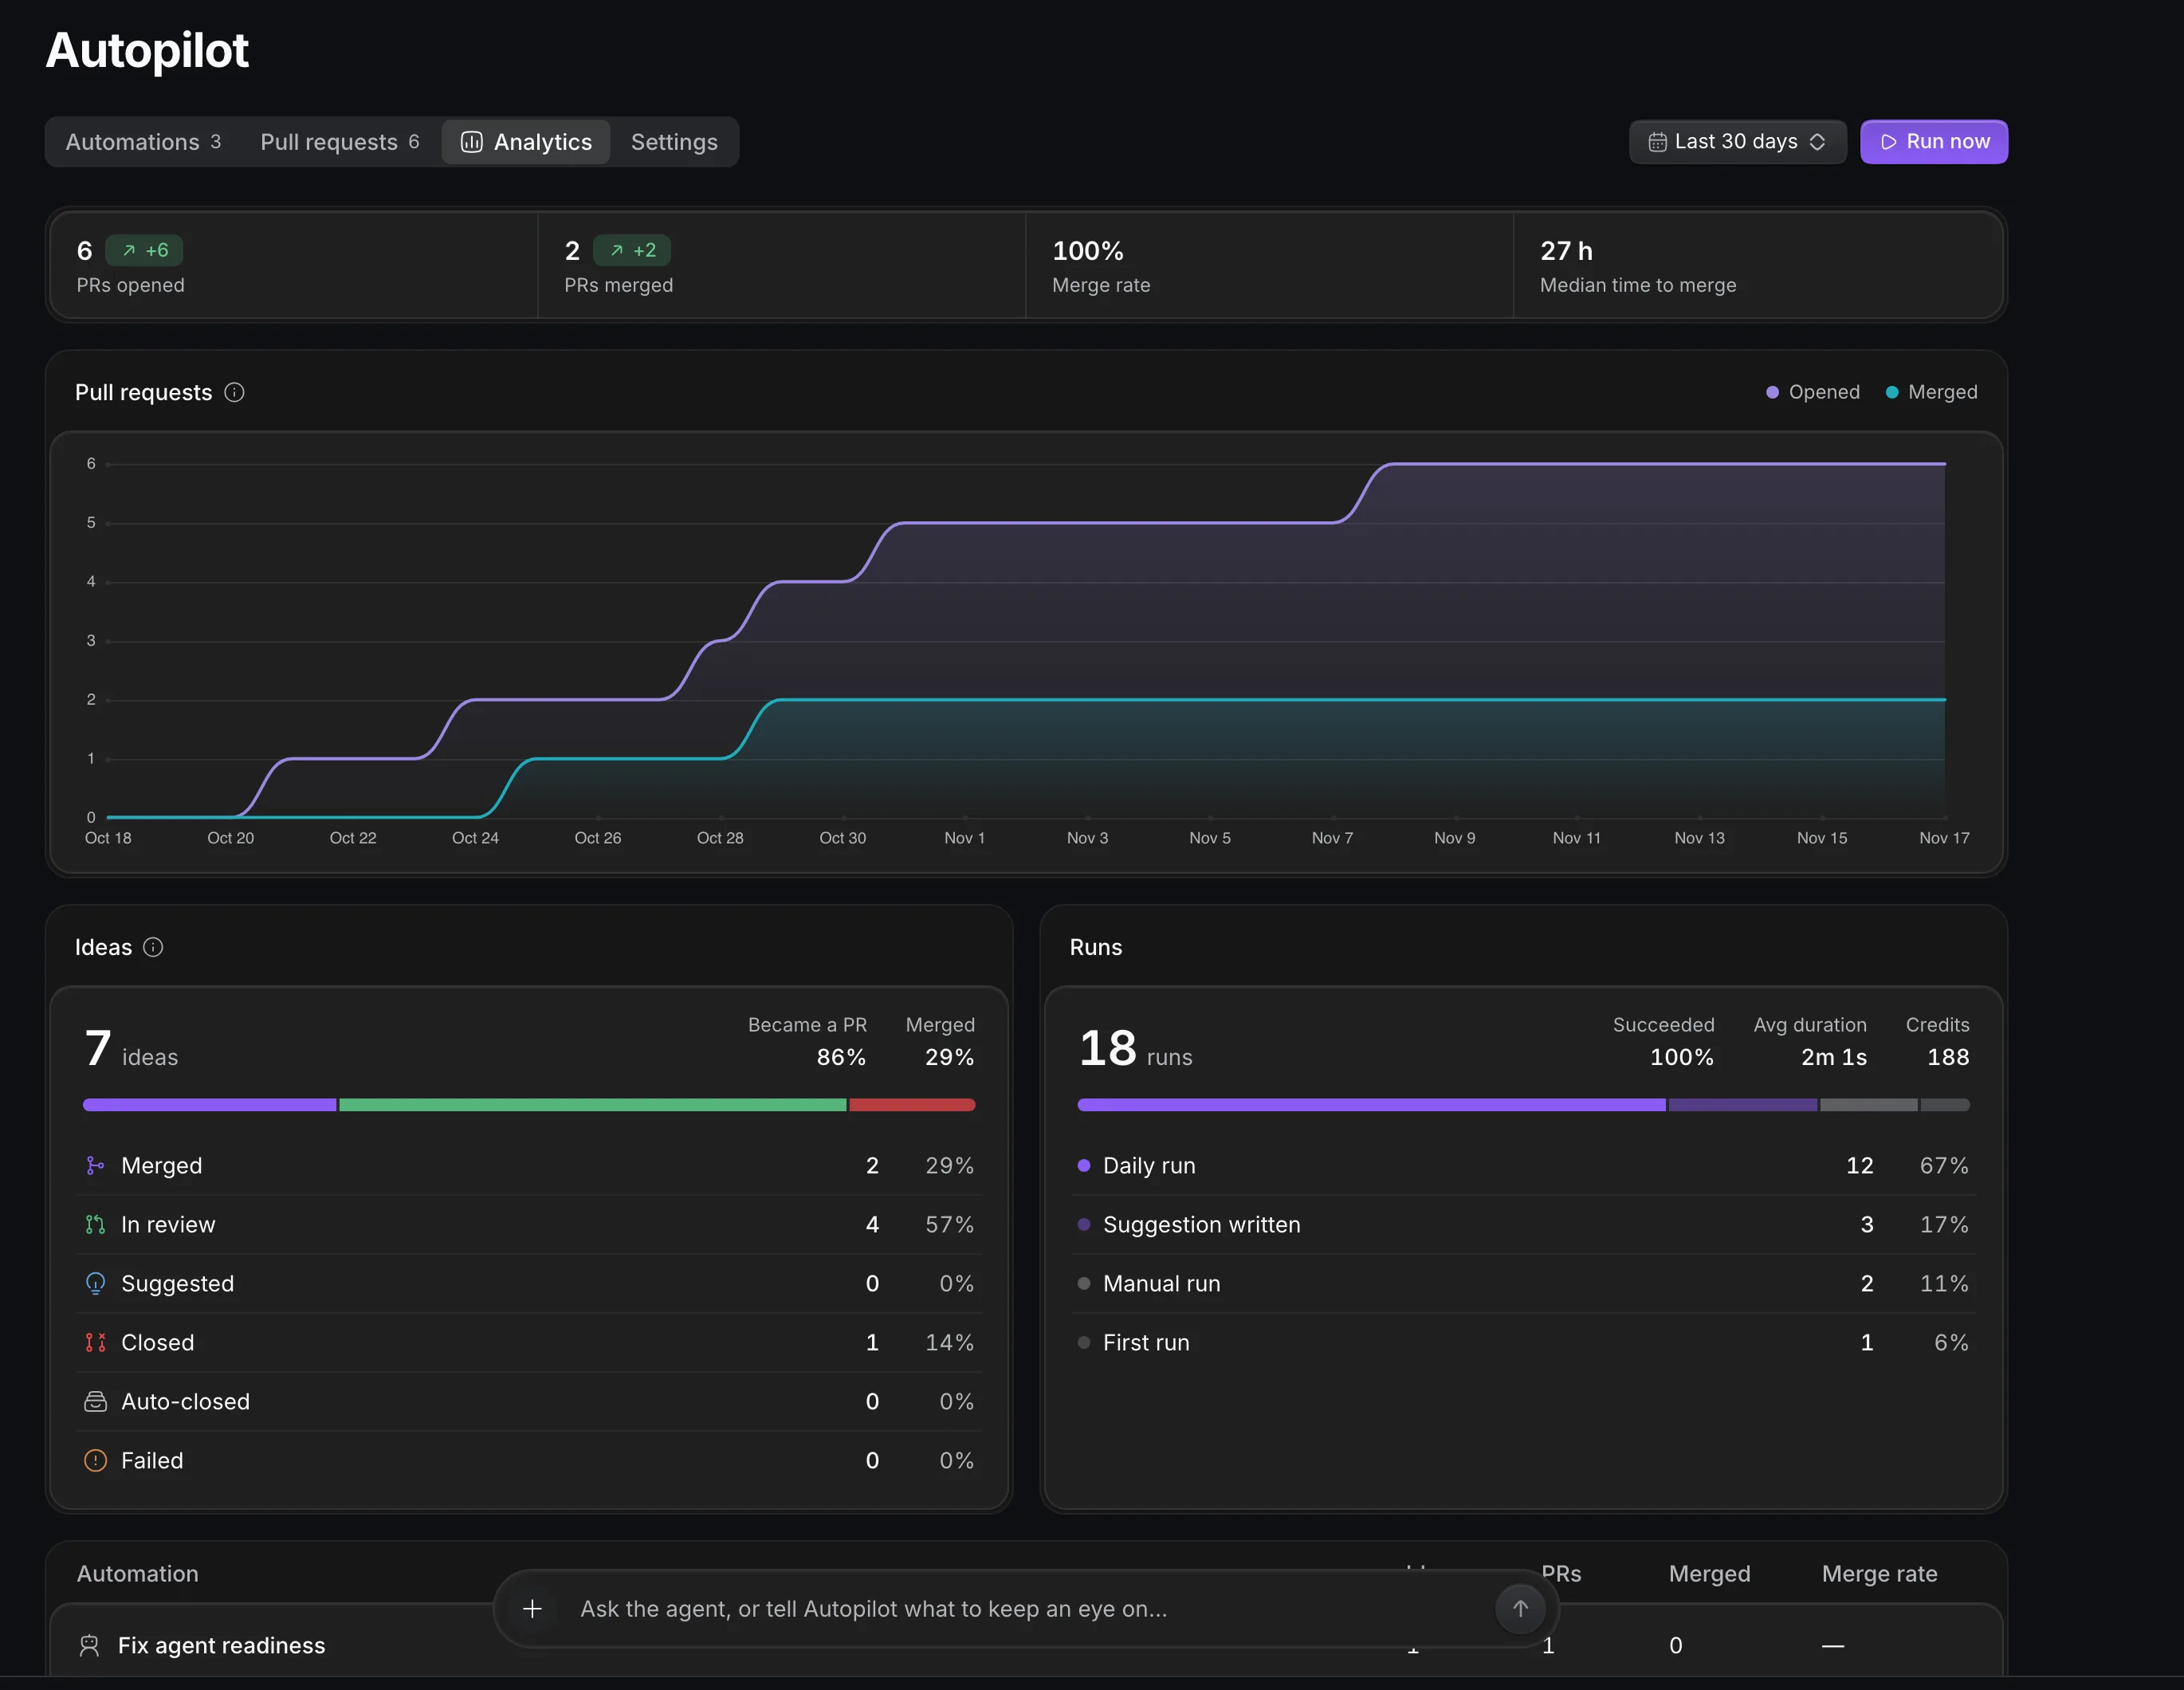 Autopilot
Automations 3 Pull requests 6 Analytics Settings
Last 30 days Run now
6 +6
PRs opened
2 +2
PRs merged
100%
Merge rate
27 h
Median time to merge
Pull requests
Opened Merged
6
5
4
3
2
1
0
Oct 18 Oct 20 Oct 22 Oct 24 Oct 26 Oct 28 Oct 30 Nov 1 Nov 3 Nov 5 Nov 7 Nov 9 Nov 11 Nov 13 Nov 15 Nov 17
Ideas
7 ideas
Became a PR
86%
Merged
29%
Merged 2 29%
In review 4 57%
Suggested 0 0%
Closed 1 14%
Auto-closed 0 0%
Failed 0 0%
Runs
18 runs
Succeeded
100%
Avg duration
2m 1s
Credits
188
Daily run 12 67%
Suggestion written 3 17%
Manual run 2 11%
First run 1 6%
Automation PRs Merged Merge rate
Ask the agent, or tell Autopilot what to keep an eye on...
Fix agent readiness 1 0 —